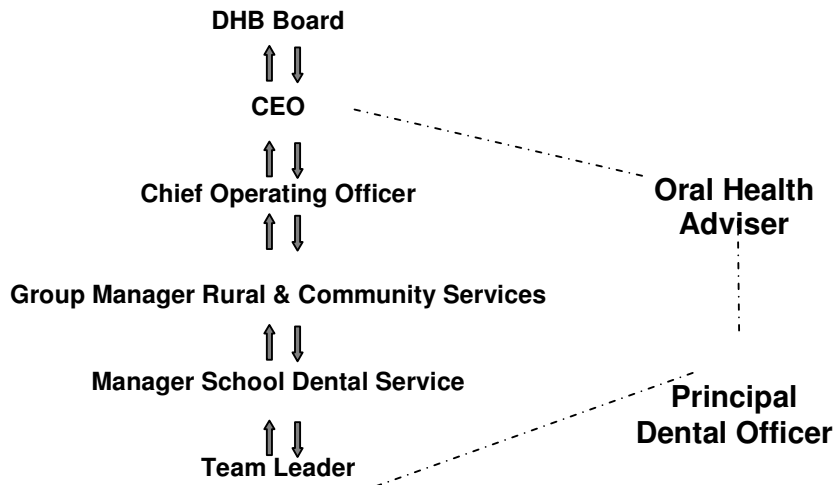 DHB Board
CEO
Chief Operating Officer
Oral Health
Adviser
Group Manager Rural & Community Services
Manager School Dental Service
Principal
Dental Officer
Team Leader